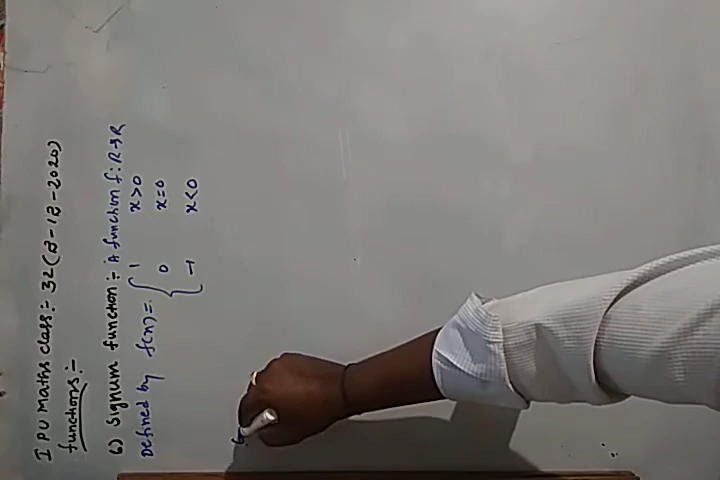 I PU Maths class:- 32(8-12-2020)
functions:-
6) Signum function :- A function f: R→R
Defined by f(x) = { 1 x>0
0 x=0
-1 x<0